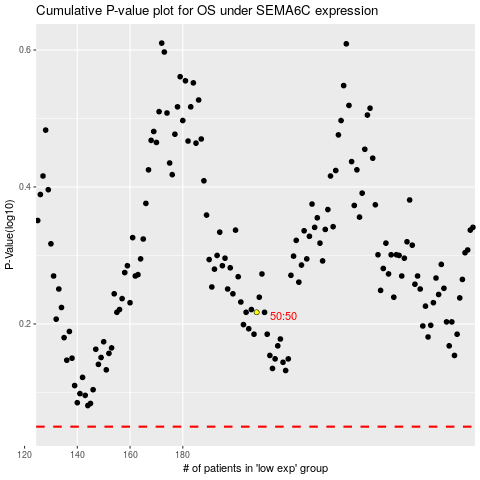 Cumulative P-value plot for OS under SEMA6C expression
0.6
0.4
0.2
P-Value(log10)
50:50
120 140 160 180
# of patients in 'low exp' group